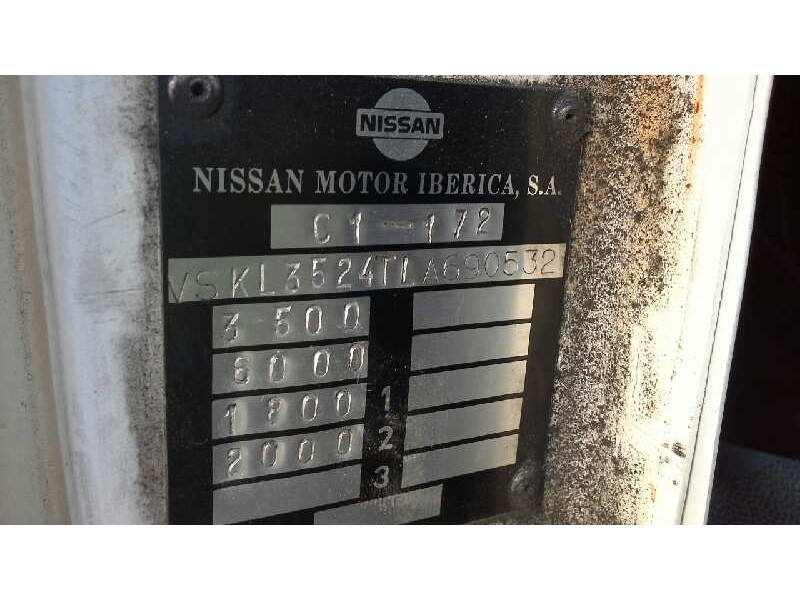 NISSAN
NISSAN MOTOR IBERICA, S.A.
C1-172
VSKL3524TLA690532
3500
6000
1800 1
2000 2
3